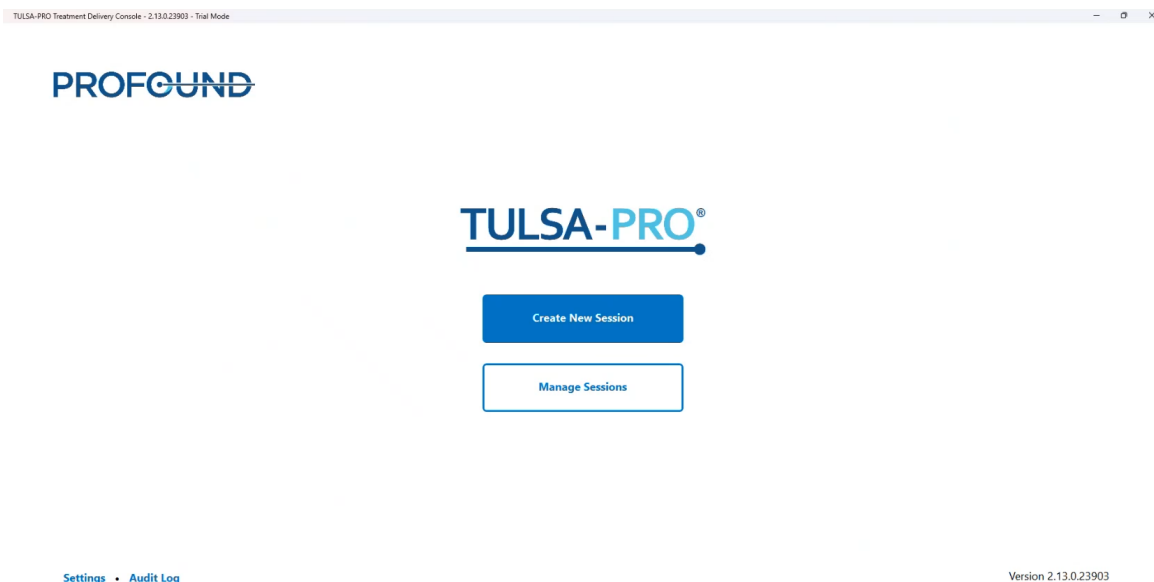 TULSA-PRO Treatment Delivery Console - 2.13.0.23903 - Trial Mode
PROFOUND
TULSA-PRO®
Create New Session
Manage Sessions
Settings • Audit Log
Version 2.13.0.23903